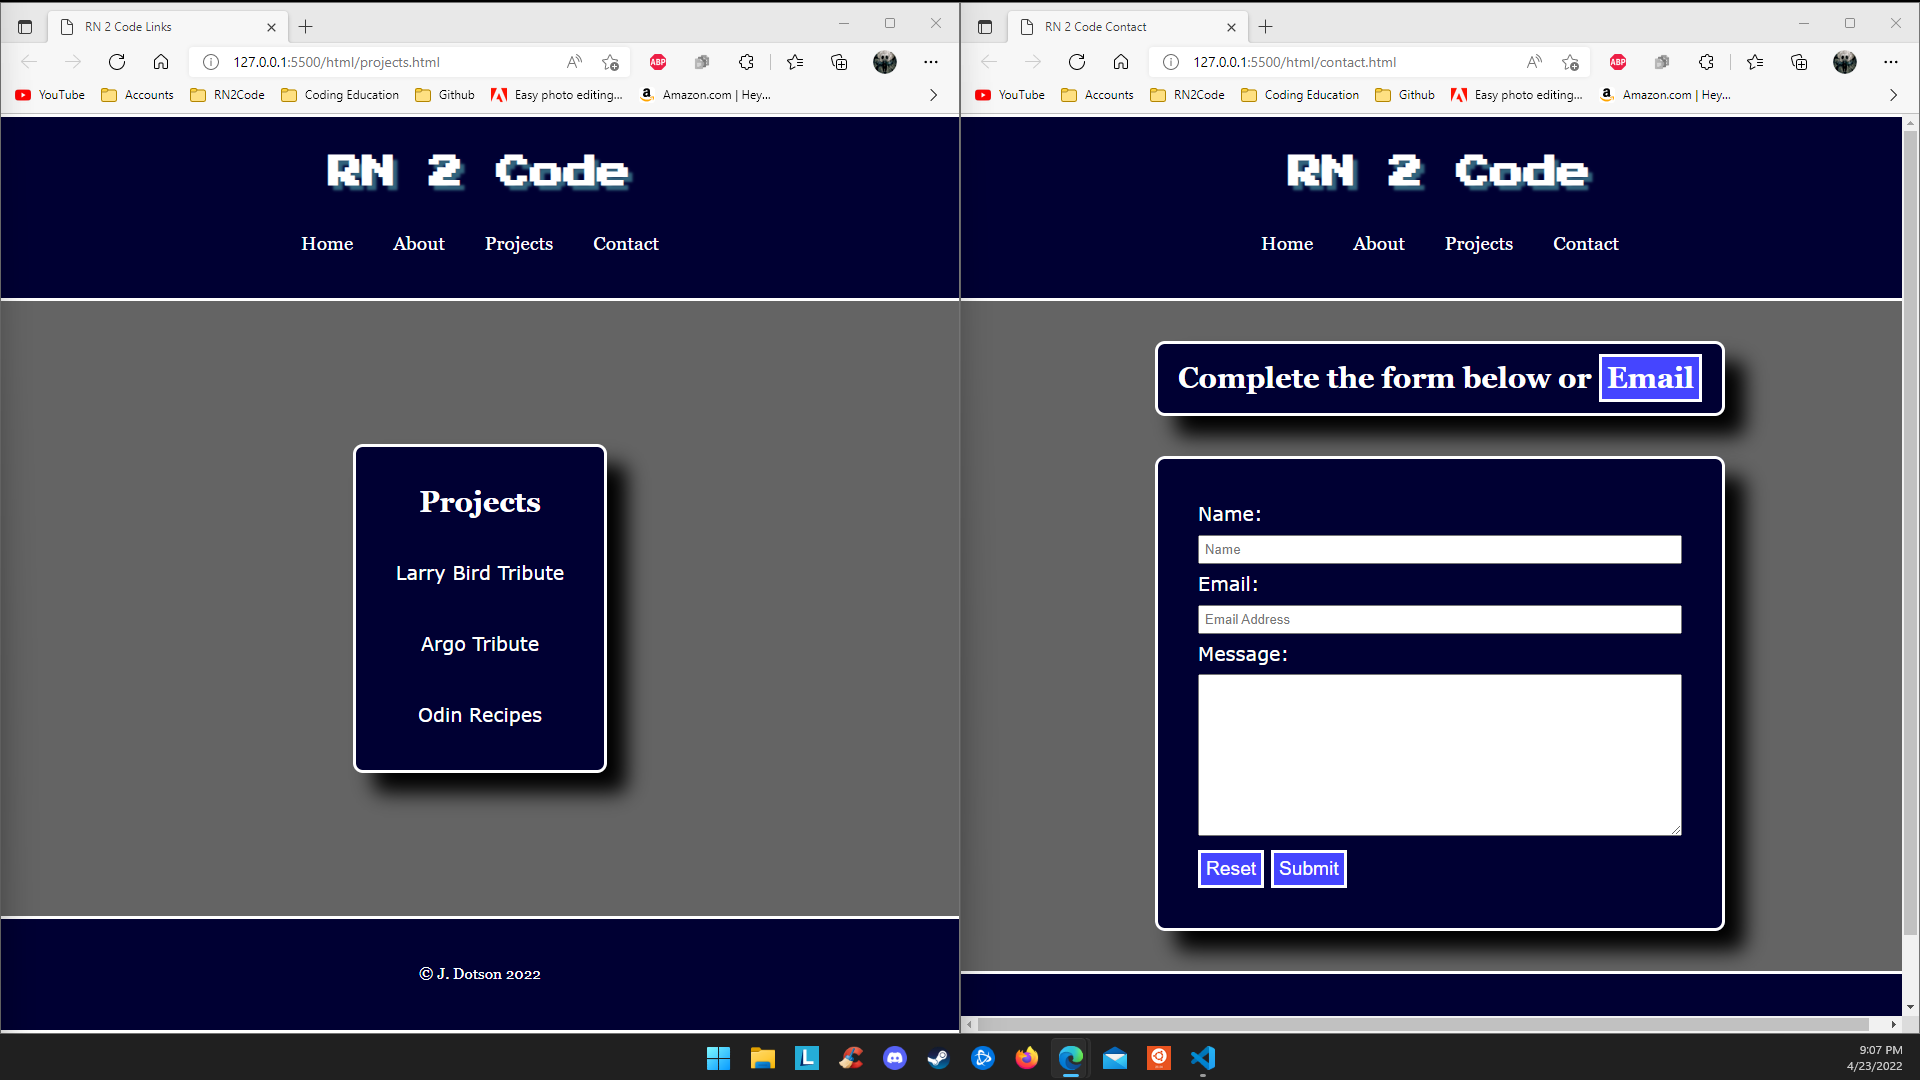 RN 2 Code Links
127.0.0.1:5500/html/projects.html
ABP
YouTube Accounts RN2Code Coding Education Github Easy photo editing... Amazon.com | Hey...
RN 2 Code
Home About Projects Contact
Projects
Larry Bird Tribute
Argo Tribute
Odin Recipes
© J. Dotson 2022
RN 2 Code Contact
127.0.0.1:5500/html/contact.html
ABP
YouTube Accounts RN2Code Coding Education Github Easy photo editing... Amazon.com | Hey...
RN 2 Code
Home About Projects Contact
Complete the form below or Email
Name:
Name
Email:
Email Address
Message:
Reset Submit
L
9:07 PM
4/23/2022